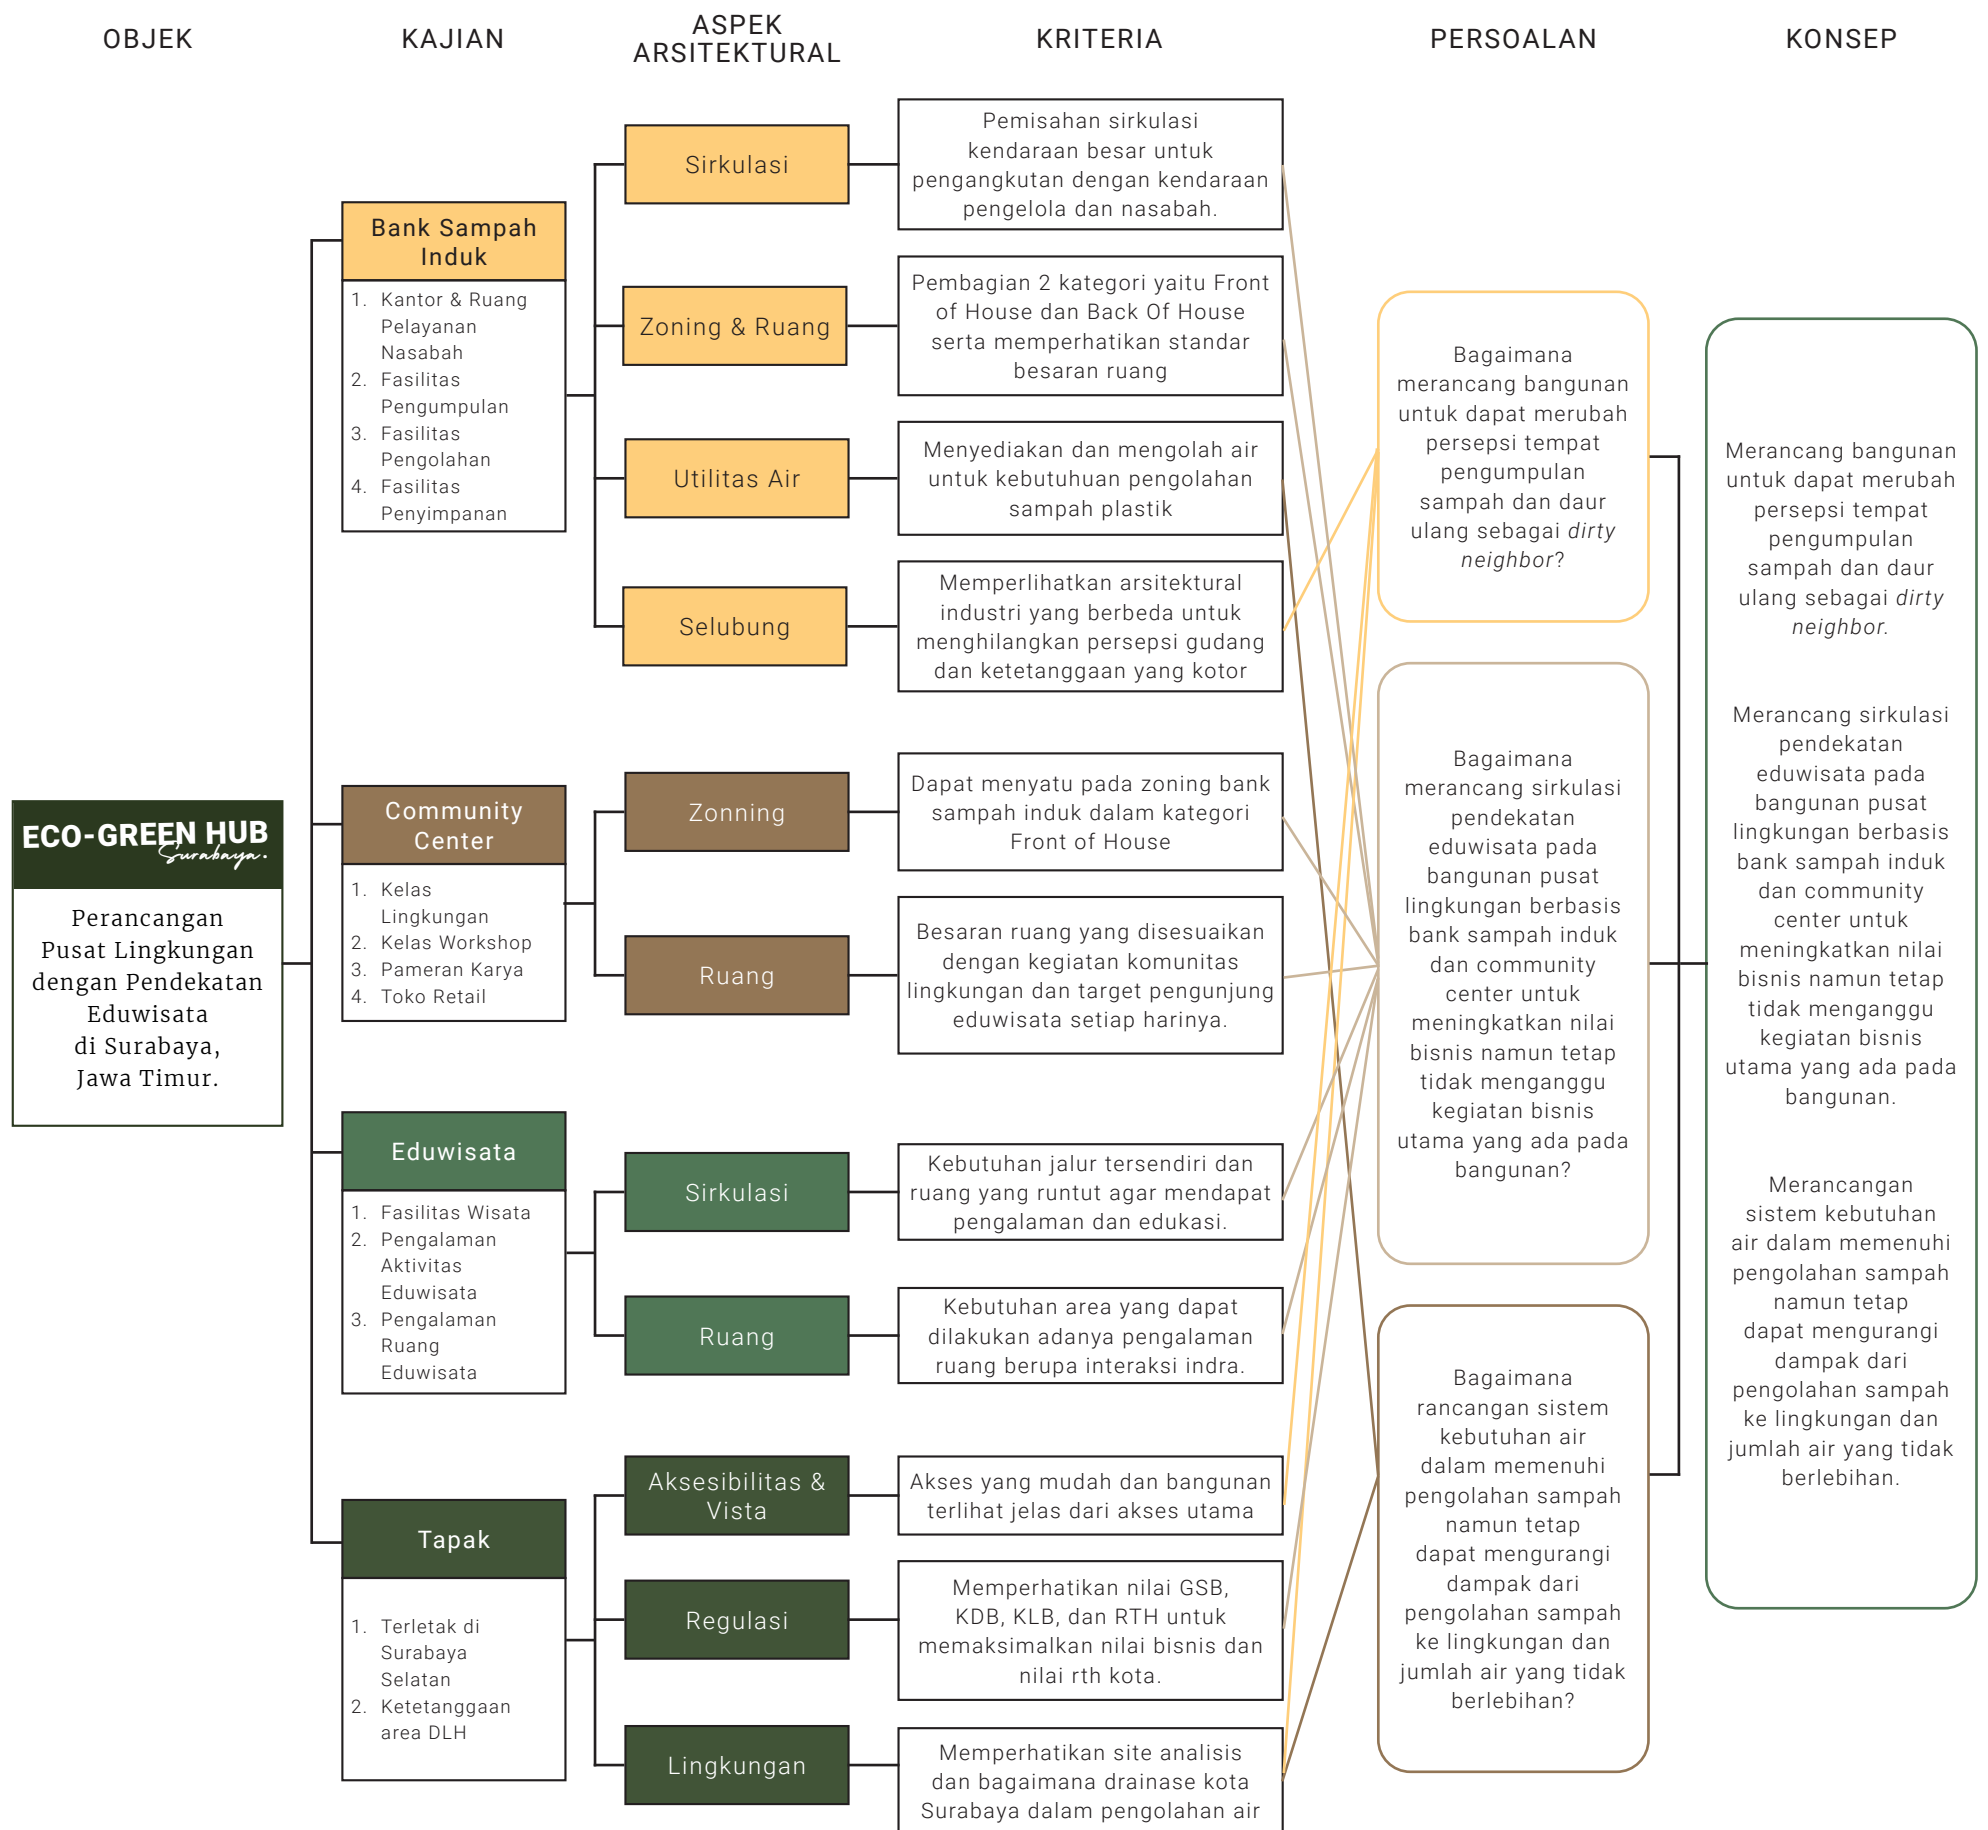 OBJEK
KAJIAN
ASPEK
ARSITEKTURAL
KRITERIA
PERSOALAN
KONSEP
ECO-GREEN HUB
Surabaya.
Perancangan
Pusat Lingkungan
dengan Pendekatan
Eduwisata
di Surabaya,
Jawa Timur.
Bank Sampah
Induk
1. Kantor & Ruang
Pelayanan
Nasabah
2. Fasilitas
Pengumpulan
3. Fasilitas
Pengolahan
4. Fasilitas
Penyimpanan
Community
Center
1. Kelas
Lingkungan
2. Kelas Workshop
3. Pameran Karya
4. Toko Retail
Eduwisata
1. Fasilitas Wisata
2. Pengalaman
Aktivitas
Eduwisata
3. Pengalaman
Ruang
Eduwisata
Tapak
1. Terletak di
Surabaya
Selatan
2. Ketetanggaan
area DLH
Sirkulasi
Zoning & Ruang
Utilitas Air
Selubung
Zonning
Ruang
Sirkulasi
Ruang
Aksesibilitas &
Vista
Regulasi
Lingkungan
Pemisahan sirkulasi
kendaraan besar untuk
pengangkutan dengan kendaraan
pengelola dan nasabah.
Pembagian 2 kategori yaitu Front
of House dan Back Of House
serta memperhatikan standar
besaran ruang
Menyediakan dan mengolah air
untuk kebutuhuan pengolahan
sampah plastik
Memperlihatkan arsitektural
industri yang berbeda untuk
menghilangkan persepsi gudang
dan ketetanggaan yang kotor
Dapat menyatu pada zoning bank
sampah induk dalam kategori
Front of House
Besaran ruang yang disesuaikan
dengan kegiatan komunitas
lingkungan dan target pengunjung
eduwisata setiap harinya.
Kebutuhan jalur tersendiri dan
ruang yang runtut agar mendapat
pengalaman dan edukasi.
Kebutuhan area yang dapat
dilakukan adanya pengalaman
ruang berupa interaksi indra.
Akses yang mudah dan bangunan
terlihat jelas dari akses utama
Memperhatikan nilai GSB,
KDB, KLB, dan RTH untuk
memaksimalkan nilai bisnis dan
nilai rth kota.
Memperhatikan site analisis
dan bagaimana drainase kota
Surabaya dalam pengolahan air
Bagaimana
merancang bangunan
untuk dapat merubah
persepsi tempat
pengumpulan
sampah dan daur
ulang sebagai dirty
neighbor?
Bagaimana
merancang sirkulasi
pendekatan
eduwisata pada
bangunan pusat
lingkungan berbasis
bank sampah induk
dan community
center untuk
meningkatkan nilai
bisnis namun tetap
tidak menganggu
kegiatan bisnis
utama yang ada pada
bangunan?
Bagaimana
rancangan sistem
kebutuhan air
dalam memenuhi
pengolahan sampah
namun tetap
dapat mengurangi
dampak dari
pengolahan sampah
ke lingkungan dan
jumlah air yang tidak
berlebihan?
Merancang bangunan
untuk dapat merubah
persepsi tempat
pengumpulan
sampah dan daur
ulang sebagai dirty
neighbor.
Merancang sirkulasi
pendekatan
eduwisata pada
bangunan pusat
lingkungan berbasis
bank sampah induk
dan community
center untuk
meningkatkan nilai
bisnis namun tetap
tidak menganggu
kegiatan bisnis
utama yang ada pada
bangunan.
Merancangan
sistem kebutuhan
air dalam memenuhi
pengolahan sampah
namun tetap
dapat mengurangi
dampak dari
pengolahan sampah
ke lingkungan dan
jumlah air yang tidak
berlebihan.